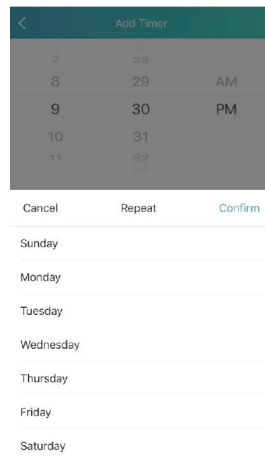 Add Timer
7 28
8 29 AM
9 30 PM
10 31
11 32
Cancel Repeat Confirm
Sunday
Monday
Tuesday
Wednesday
Thursday
Friday
Saturday